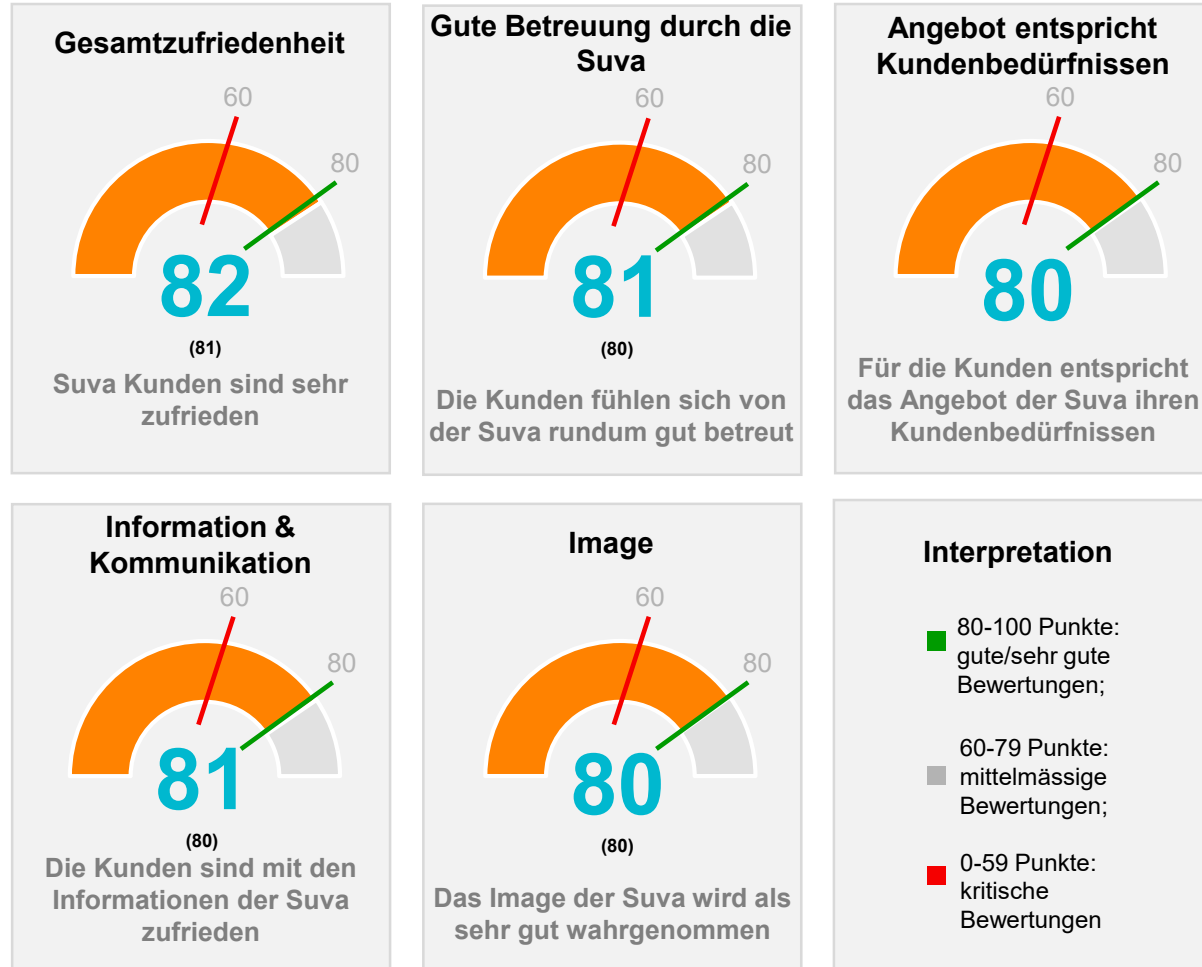 Gesamtzufriedenheit
60
80
82
(81)
Suva Kunden sind sehr
zufrieden
Gute Betreuung durch die
Suva
60
80
81
(80)
Die Kunden fühlen sich von
der Suva rundum gut betreut
Angebot entspricht
Kundenbedürfnissen
60
80
80
Für die Kunden entspricht
das Angebot der Suva ihren
Kundenbedürfnissen
Information &
Kommunikation
60
80
81
(80)
Die Kunden sind mit den
Informationen der Suva
zufrieden
Image
60
80
80
(80)
Das Image der Suva wird als
sehr gut wahrgenommen
Interpretation
80-100 Punkte:
gute/sehr gute
Bewertungen;
60-79 Punkte:
mittelmässige
Bewertungen;
0-59 Punkte:
kritische
Bewertungen